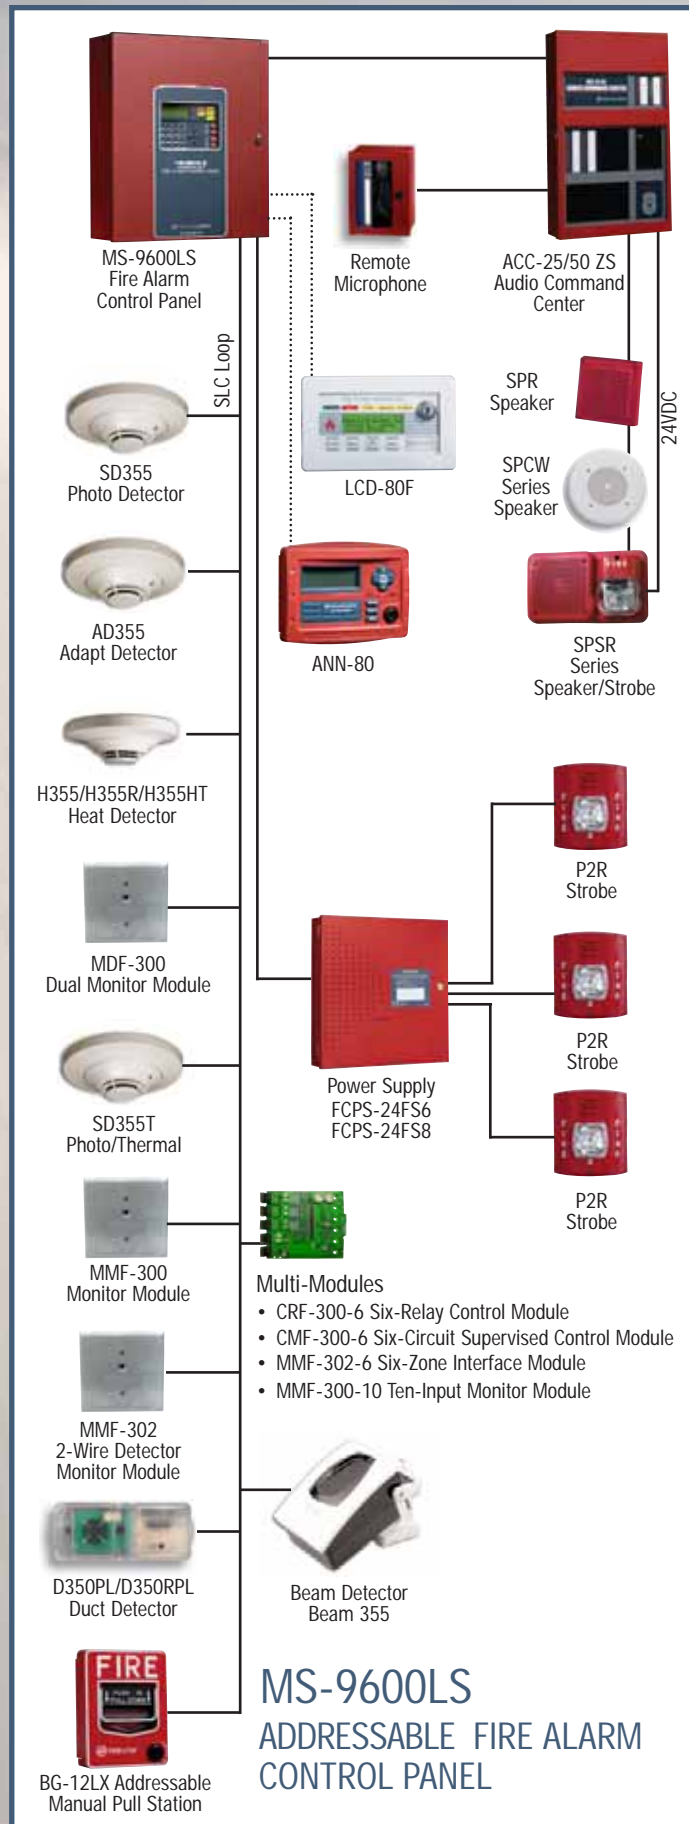 MS-9600LS
Fire Alarm
Control Panel
Remote
Microphone
ACC-25/50 ZS
Audio Command
Center
SLC Loop
SPR
Speaker
24VDC
SD355
Photo Detector
LCD-80F
SPCW
Series
Speaker
AD355
Adapt Detector
ANN-80
SPSR
Series
Speaker/Strobe
H355/H355R/H355HT
Heat Detector
P2R
Strobe
MDF-300
Dual Monitor Module
P2R
Strobe
Power Supply
FCPS-24FS6
FCPS-24FS8
SD355T
Photo/Thermal
P2R
Strobe
MMF-300
Monitor Module
Multi-Modules
• CRF-300-6 Six-Relay Control Module
• CMF-300-6 Six-Circuit Supervised Control Module
• MMF-302-6 Six-Zone Interface Module
• MMF-300-10 Ten-Input Monitor Module
MMF-302
2-Wire Detector
Monitor Module
D350PL/D350RPL
Duct Detector
Beam Detector
Beam 355
FIRE
BG-12LX Addressable
Manual Pull Station
MS-9600LS
ADDRESSABLE FIRE ALARM
CONTROL PANEL